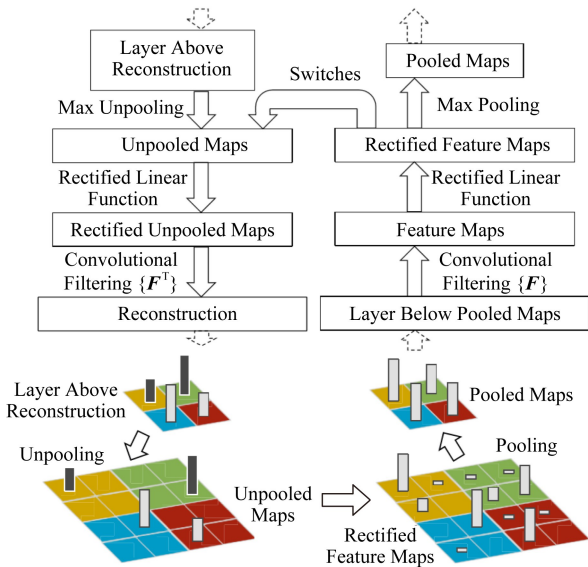 Layer Above
Reconstruction
Max Unpooling
Unpooled Maps
Rectified Linear
Function
Rectified Unpooled Maps
Convolutional
Filtering {F^T}
Reconstruction
Switches
Pooled Maps
Max Pooling
Rectified Feature Maps
Rectified Linear
Function
Feature Maps
Convolutional
Filtering {F}
Layer Below Pooled Maps
Layer Above
Reconstruction
Unpooling
Unpooled
Maps
Pooled Maps
Pooling
Rectified
Feature Maps